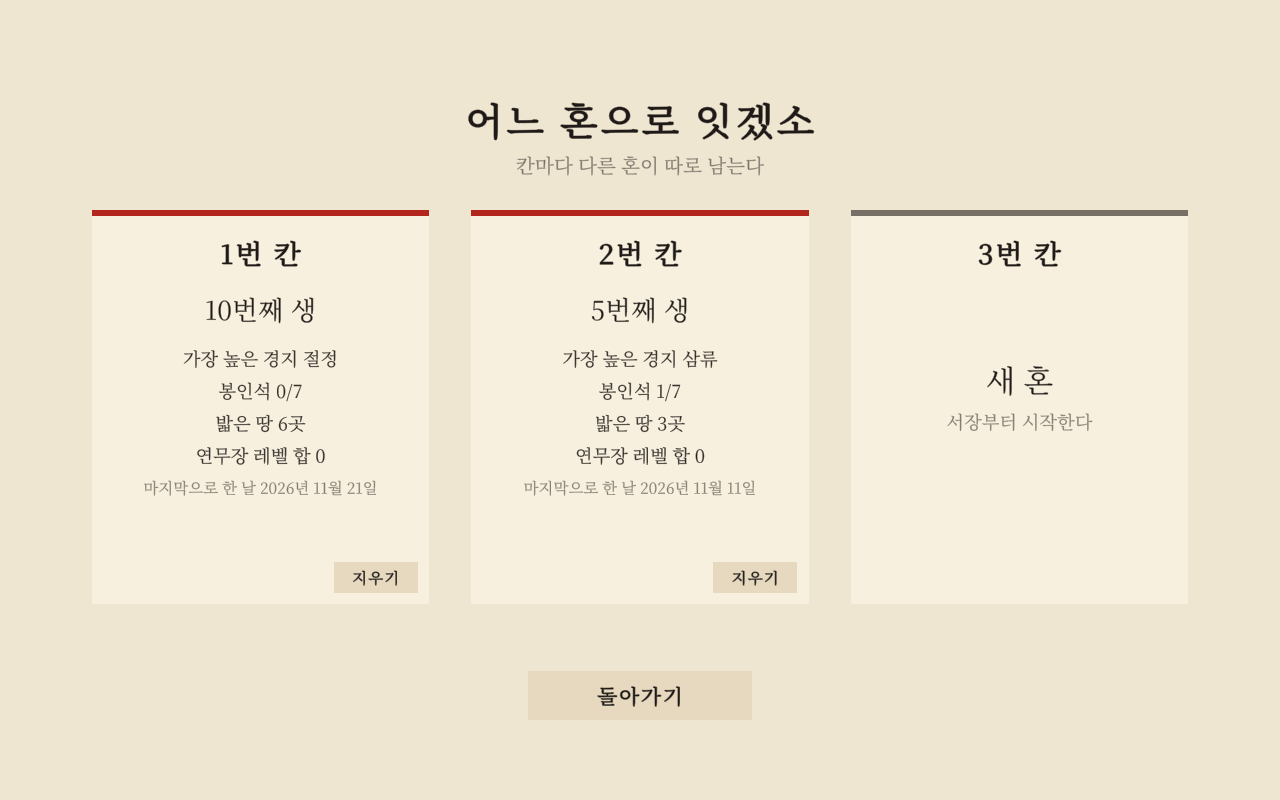 어느 혼으로 잇겠소
칸마다 다른 혼이 따로 남는다
1번 칸
10번째 생
가장 높은 경지 절정
봉인석 0/7
밟은 땅 6곳
연무장 레벨 합 0
마지막으로 한 날 2026년 11월 21일
지우기
2번 칸
5번째 생
가장 높은 경지 삼류
봉인석 1/7
밟은 땅 3곳
연무장 레벨 합 0
마지막으로 한 날 2026년 11월 11일
지우기
3번 칸
새 혼
서장부터 시작한다
돌아가기